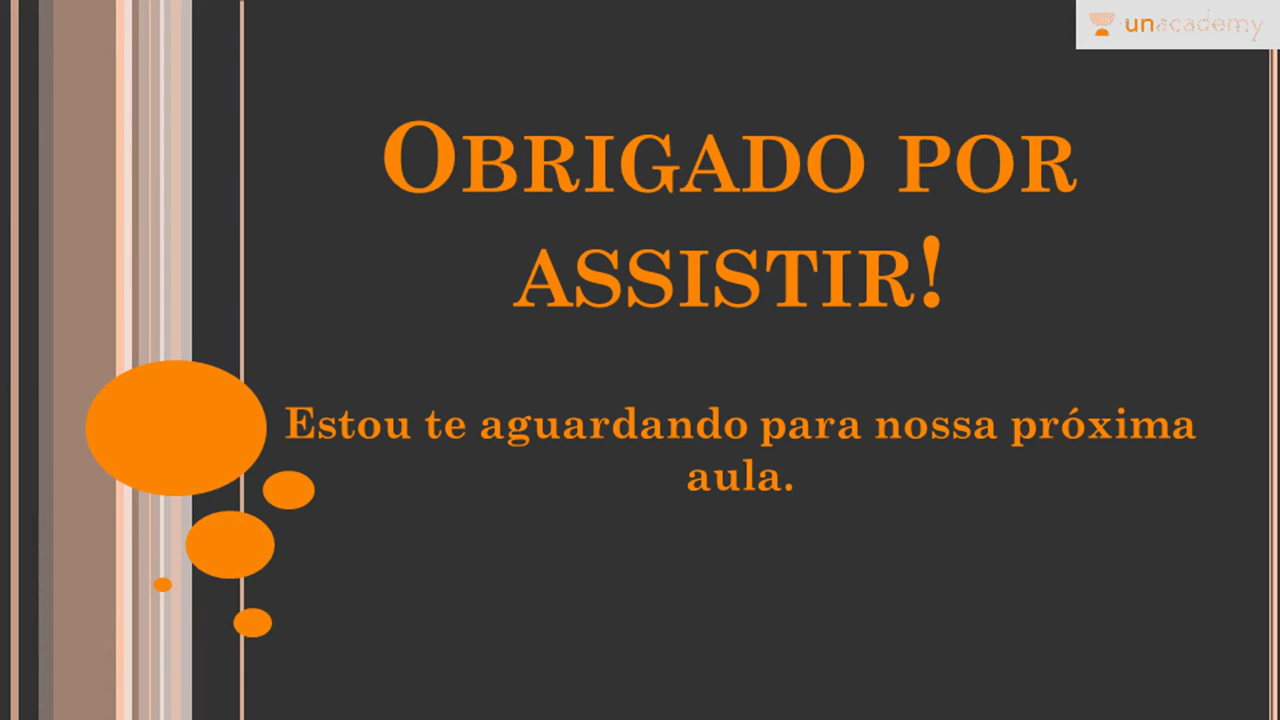 unacademy
OBRIGADO POR
ASSISTIR!
Estou te aguardando para nossa próxima
aula.